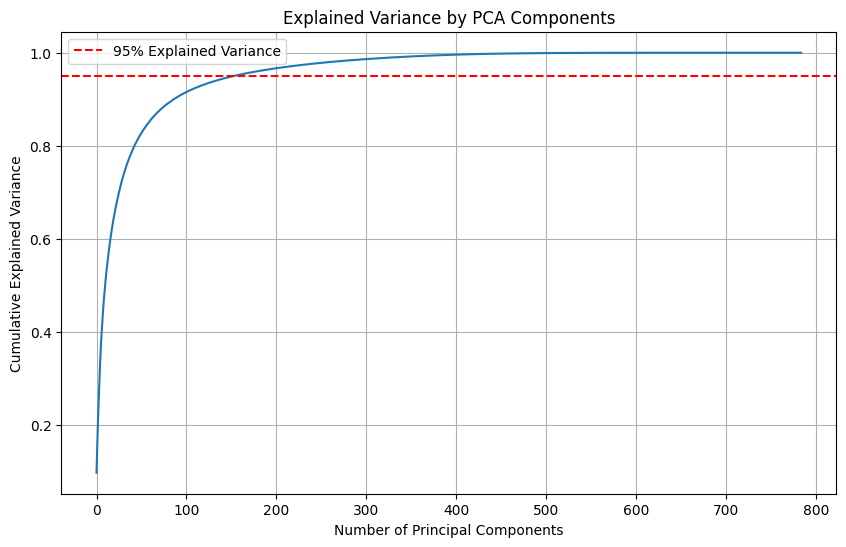 Explained Variance by PCA Components
95% Explained Variance
Cumulative Explained Variance
1.0
0.8
0.6
0.4
0.2
0 100 200 300 400 500 600 700 800
Number of Principal Components